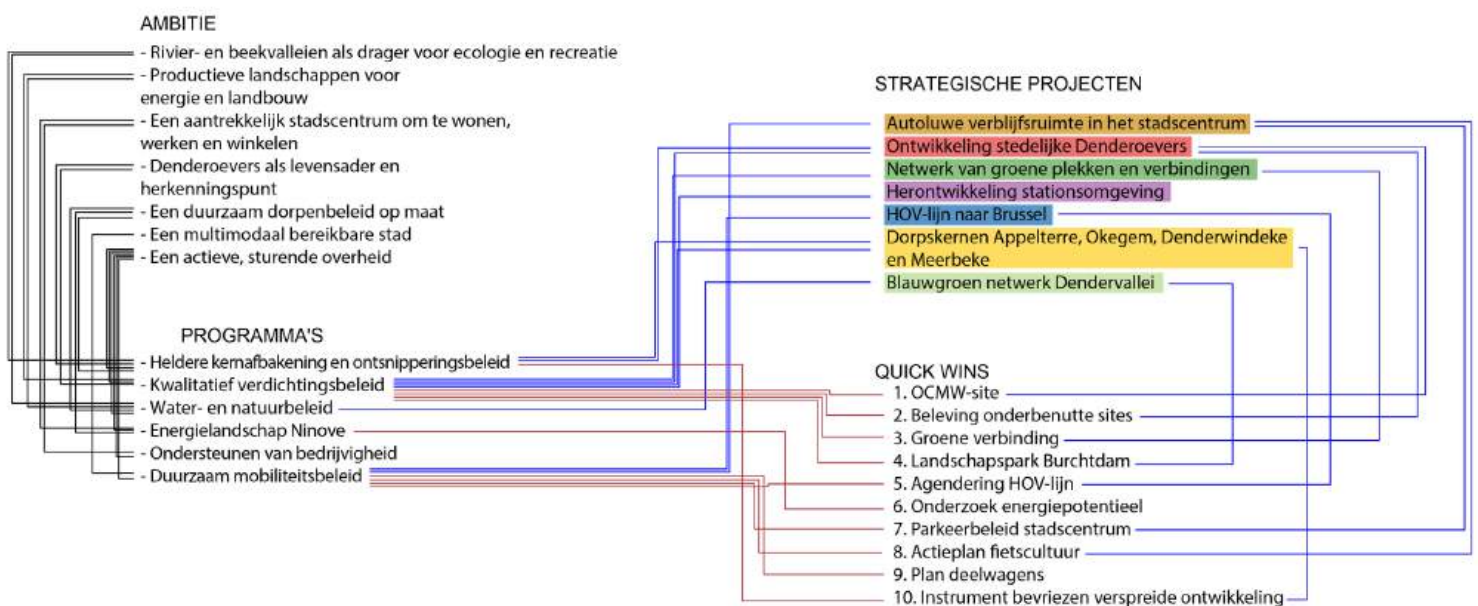 AMBITIE
- Rivier- en beekvalleien als drager voor ecologie en recreatie
- Productieve landschappen voor
energie en landbouw
- Een aantrekkelijk stadscentrum om te wonen,
werken en winkelen
- Denderoevers als levensader en
herkenningspunt
- Een duurzaam dorpenbeleid op maat
- Een multimodaal bereikbare stad
- Een actieve, sturende overheid
PROGRAMMA'S
- Heldere kernafbakening en ontsnipperingsbeleid
- Kwalitatief verdichtingsbeleid
- Water- en natuurbeleid
- Energielandschap Ninove
- Ondersteunen van bedrijvigheid
- Duurzaam mobiliteitsbeleid
STRATEGISCHE PROJECTEN
Autoluwe verblijfsruimte in het stadscentrum
Ontwikkeling stedelijke Denderoevers
Netwerk van groene plekken en verbindingen
Herontwikkeling stationsomgeving
HOV-lijn naar Brussel
Dorpskernen Appelterre, Okegem, Denderwindeke
en Meerbeke
Blauwgroen netwerk Dendervallei
QUICK WINS
1. OCMW-site
2. Beleving onderbenutte sites
3. Groene verbinding
4. Landschapspark Burchtdam
5. Agendering HOV-lijn
6. Onderzoek energiepotentieel
7. Parkeerbeleid stadscentrum
8. Actieplan fietscultuur
9. Plan deelwagens
10. Instrument bevriezen verspreide ontwikkeling